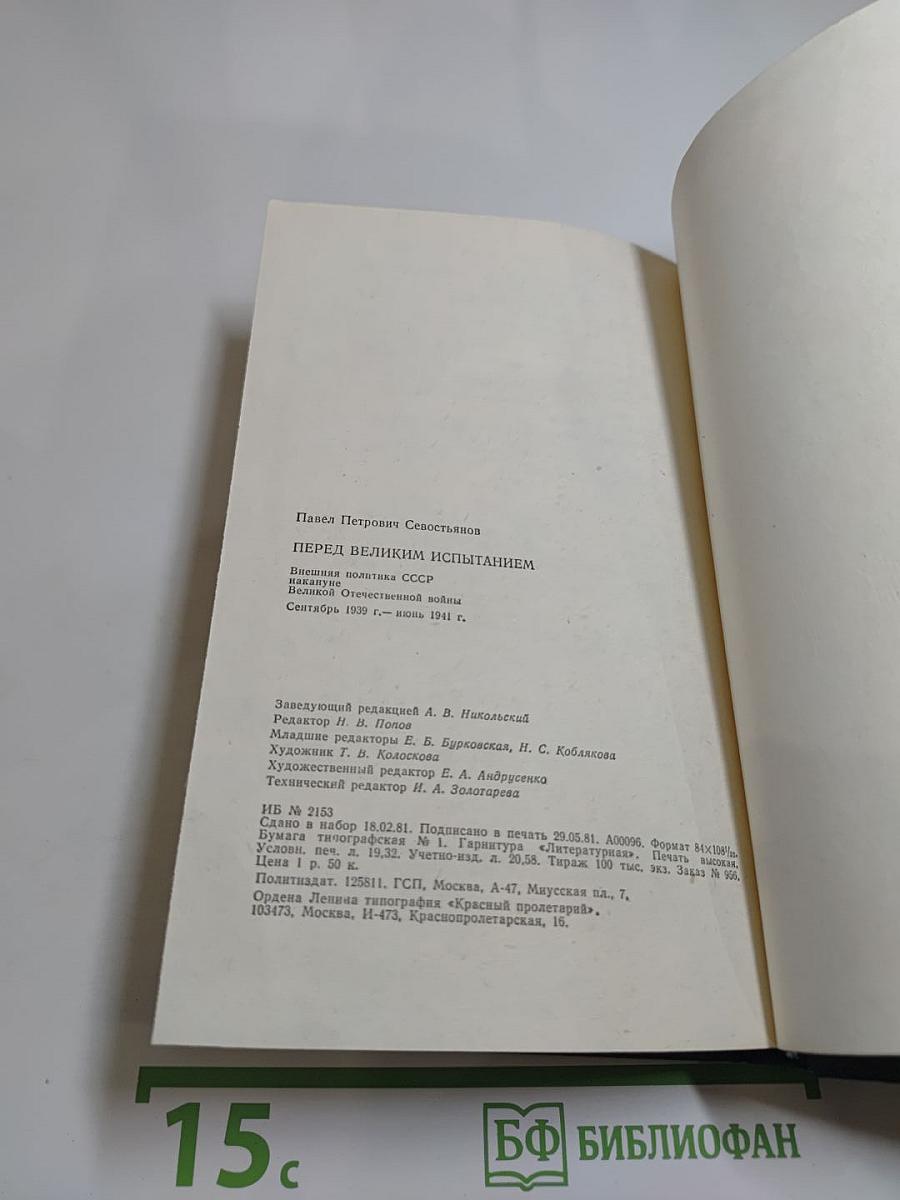 Павел Петрович Севостьянов
ПЕРЕД ВЕЛИКИМ ИСПЫТАНИЕМ
Внешняя политика СССР
накануне
Великой Отечественной войны
Сентябрь 1939 г.— июнь 1941 г.
Заведующий редакцией А. В. Никольский
Редактор Н. В. Попов
Младшие редакторы Е. Б. Бурковская, Н. С. Коблякова
Художник Т. В. Колоскова
Художественный редактор Е. А. Андрусенко
Технический редактор И. А. Золотарева
ИБ № 2153
Сдано в набор 18.02.81. Подписано в печать 29.05.81. А00096. Формат 84×108¹/₃₂.
Бумага типографская № 1. Гарнитура «Литературная». Печать высокая.
Условн. печ. л. 19,32. Учетно-изд. л. 20,58. Тираж 100 тыс. экз. Заказ № 956.
Цена 1 р. 50 к.
Политиздат. 125811. ГСП, Москва, А-47, Миусская пл., 7.
Ордена Ленина типография «Красный пролетарий».
103473, Москва, И-473, Краснопролетарская, 16.
15 с
БФ БИБЛИОФАН